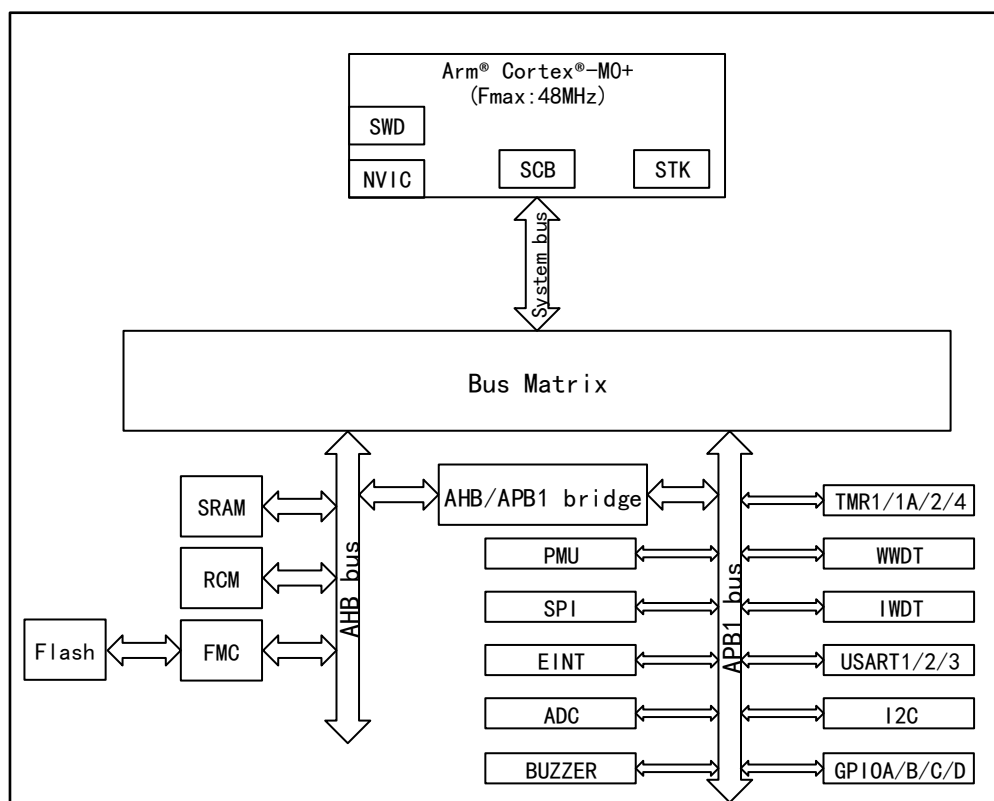 Arm® Cortex®-M0+
(Fmax:48MHz)
SWD
NVIC
SCB
STK
System bus
Bus Matrix
AHB bus
SRAM
RCM
Flash
FMC
AHB/APB1 bridge
APB1 bus
PMU
SPI
EINT
ADC
BUZZER
TMR1/1A/2/4
WWDT
IWDT
USART1/2/3
I2C
GPIOA/B/C/D